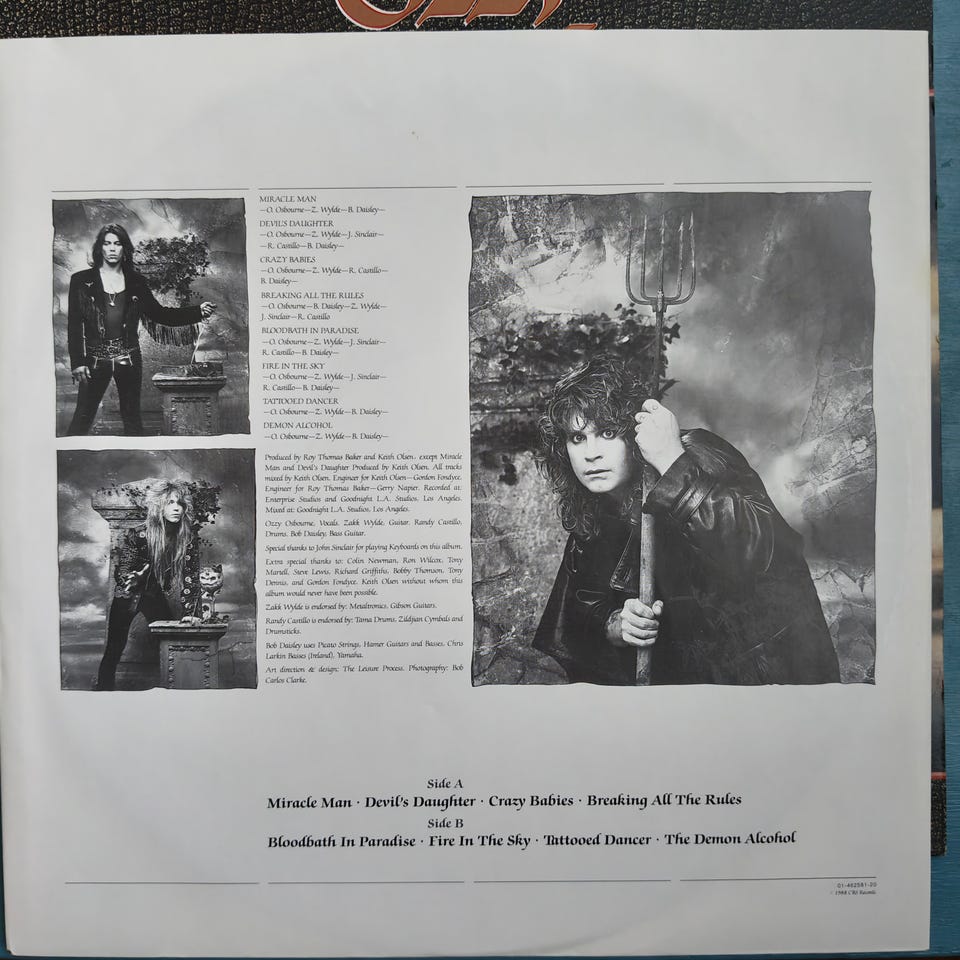 MIRACLE MAN
—O. Osbourne—Z. Wylde—B. Daisley—
DEVIL'S DAUGHTER
—O. Osbourne—Z. Wylde—J. Sinclair—
—R. Castillo—B. Daisley—
CRAZY BABIES
—O. Osbourne—Z. Wylde—R. Castillo—
B. Daisley—
BREAKING ALL THE RULES
—O. Osbourne—B. Daisley—Z. Wylde—
J. Sinclair—R. Castillo
BLOODBATH IN PARADISE
—O. Osbourne—Z. Wylde—J. Sinclair—
R. Castillo—B. Daisley—
FIRE IN THE SKY
—O. Osbourne—Z. Wylde—J. Sinclair—
R. Castillo—B. Daisley—
TATTOOED DANCER
—O. Osbourne—Z. Wylde—B. Daisley—
DEMON ALCOHOL
—O. Osbourne—Z. Wylde—B. Daisley—
Produced by Roy Thomas Baker and Keith Olsen, except Miracle
Man and Devil's Daughter Produced by Keith Olsen. All tracks
mixed by Keith Olsen. Engineer for Keith Olsen—Gordon Fordyce.
Engineer for Roy Thomas Baker—Gerry Napier. Recorded at:
Enterprise Studios and Goodnight L.A. Studios, Los Angeles.
Mixed at: Goodnight L.A. Studios, Los Angeles.
Ozzy Osbourne, Vocals. Zakk Wylde, Guitar. Randy Castillo,
Drums. Bob Daisley, Bass Guitar.
Special thanks to John Sinclair for playing Keyboards on this album.
Extra special thanks to: Colin Newman, Ron Wilcox, Tony
Martell, Steve Lewis, Richard Griffiths, Bobby Thomson, Tony
Dennis, and Gordon Fordyce. Keith Olsen without whom this
album would never have been possible.
Zakk Wylde is endorsed by: Metaltronics, Gibson Guitars.
Randy Castillo is endorsed by: Tama Drums, Zildjian Cymbals and
Drumsticks.
Bob Daisley uses Picato Strings, Hamer Guitars and Basses, Chris
Larkin Basses (Ireland), Yamaha.
Art direction & design: The Leisure Process. Photography: Bob
Carlos Clarke.
Side A
Miracle Man · Devil's Daughter · Crazy Babies · Breaking All The Rules
Side B
Bloodbath In Paradise · Fire In The Sky · Tattooed Dancer · The Demon Alcohol
01-462581-20
1988 CBS Records